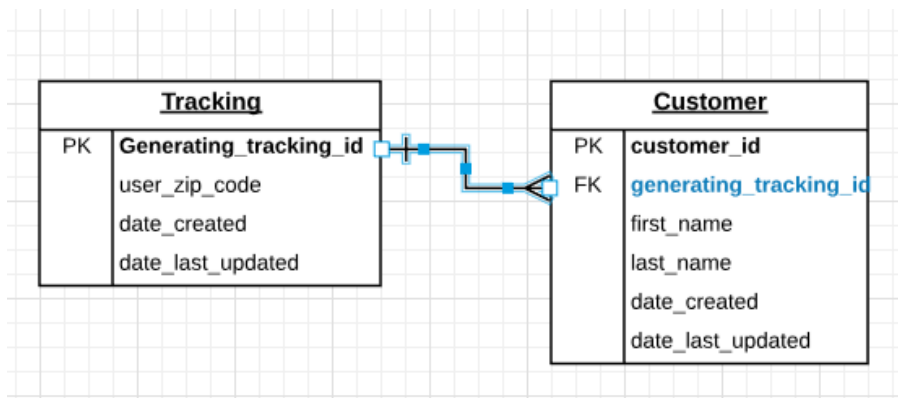 Tracking
PK Generating_tracking_id
user_zip_code
date_created
date_last_updated
Customer
PK customer_id
FK generating_tracking_id
first_name
last_name
date_created
date_last_updated